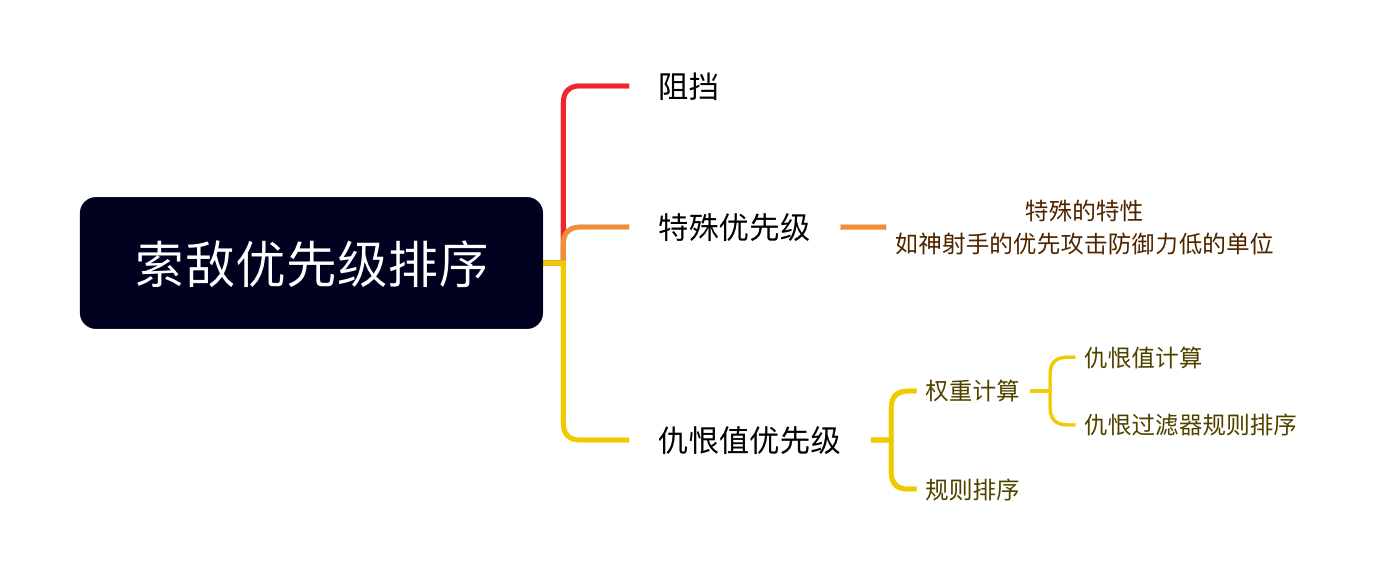 索敌优先级排序
阻挡
特殊优先级
特殊的特性
如神射手的优先攻击防御力低的单位
仇恨值优先级
权重计算
仇恨值计算
仇恨过滤器规则排序
规则排序